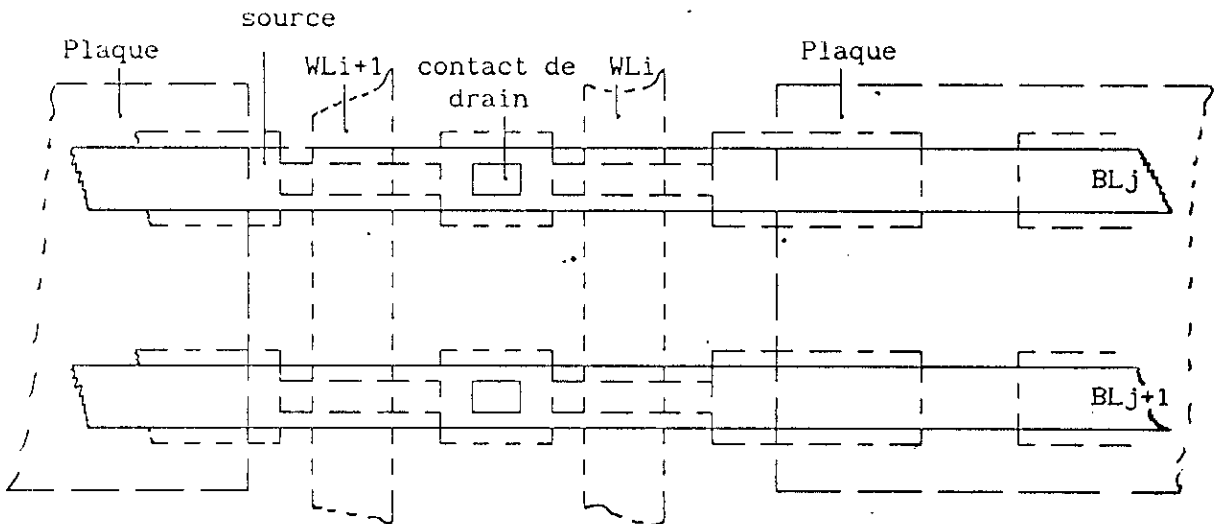 source
Plaque
WLi+1
contact de
drain
WLi
Plaque
BLj
BLj+1